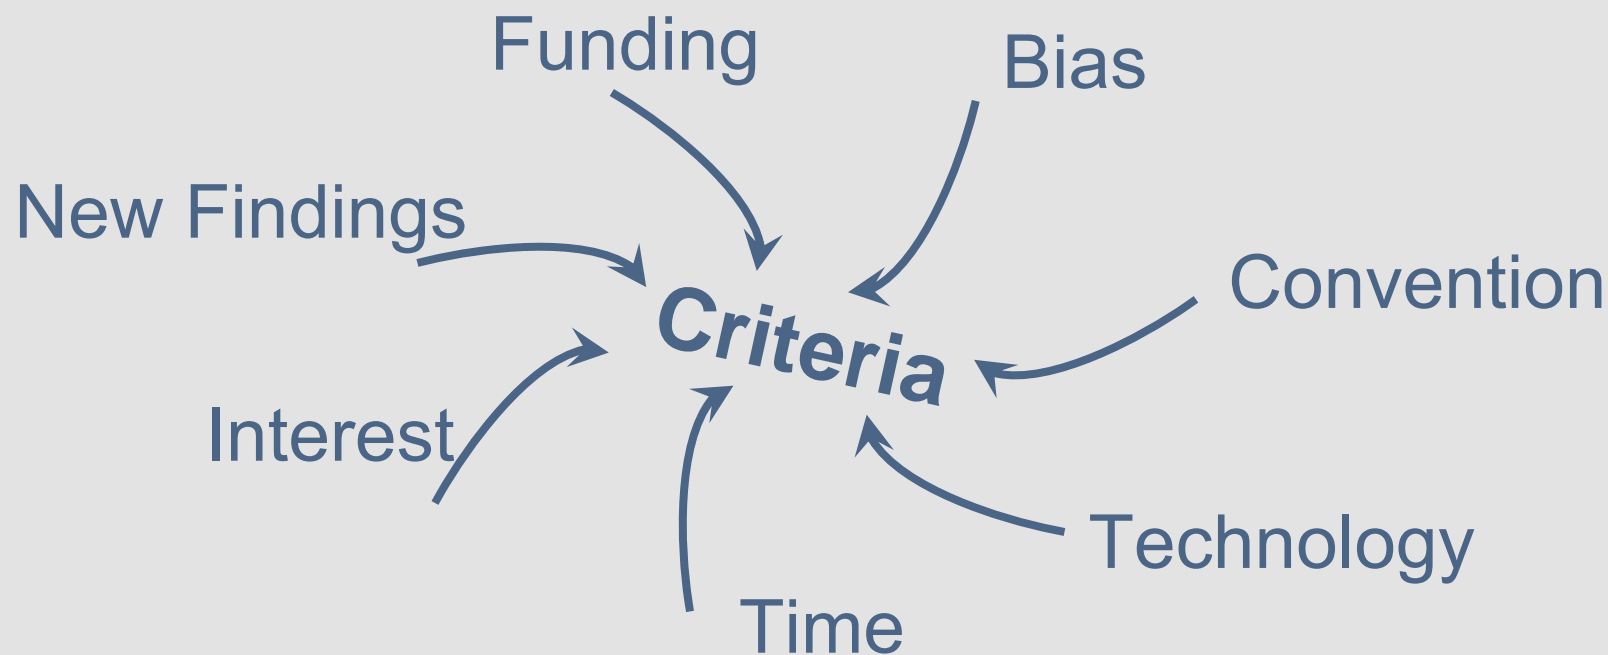 Funding
Bias
New Findings
Convention
Criteria
Interest
Technology
Time